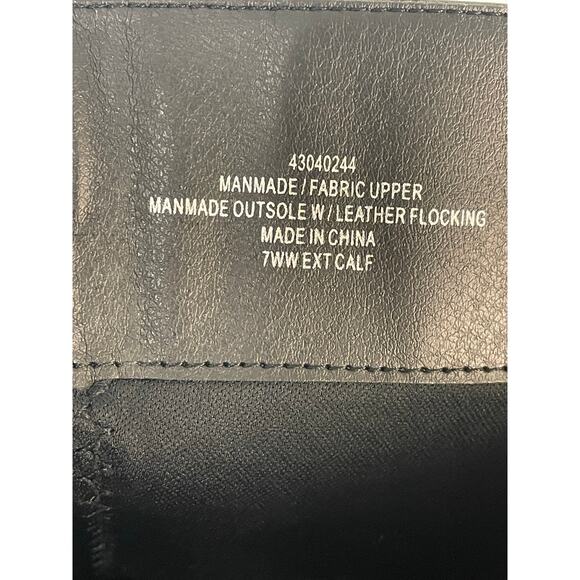 43040244
MANMADE / FABRIC UPPER
MANMADE OUTSOLE W / LEATHER FLOCKING
MADE IN CHINA
7WW EXT CALF